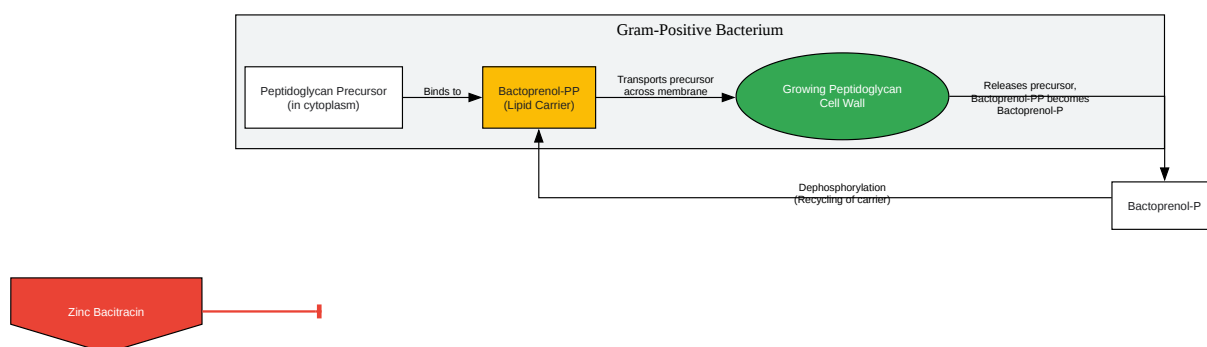 Gram-Positive Bacterium
Peptidoglycan Precursor
(in cytoplasm)
Binds to
Bactoprenol-PP
(Lipid Carrier)
Transports precursor
across membrane
Growing Peptidoglycan
Cell Wall
Releases precursor,
Bactoprenol-PP becomes
Bactoprenol-P
Dephosphorylation
(Recycling of carrier)
Bactoprenol-P
Zinc Bacitracin